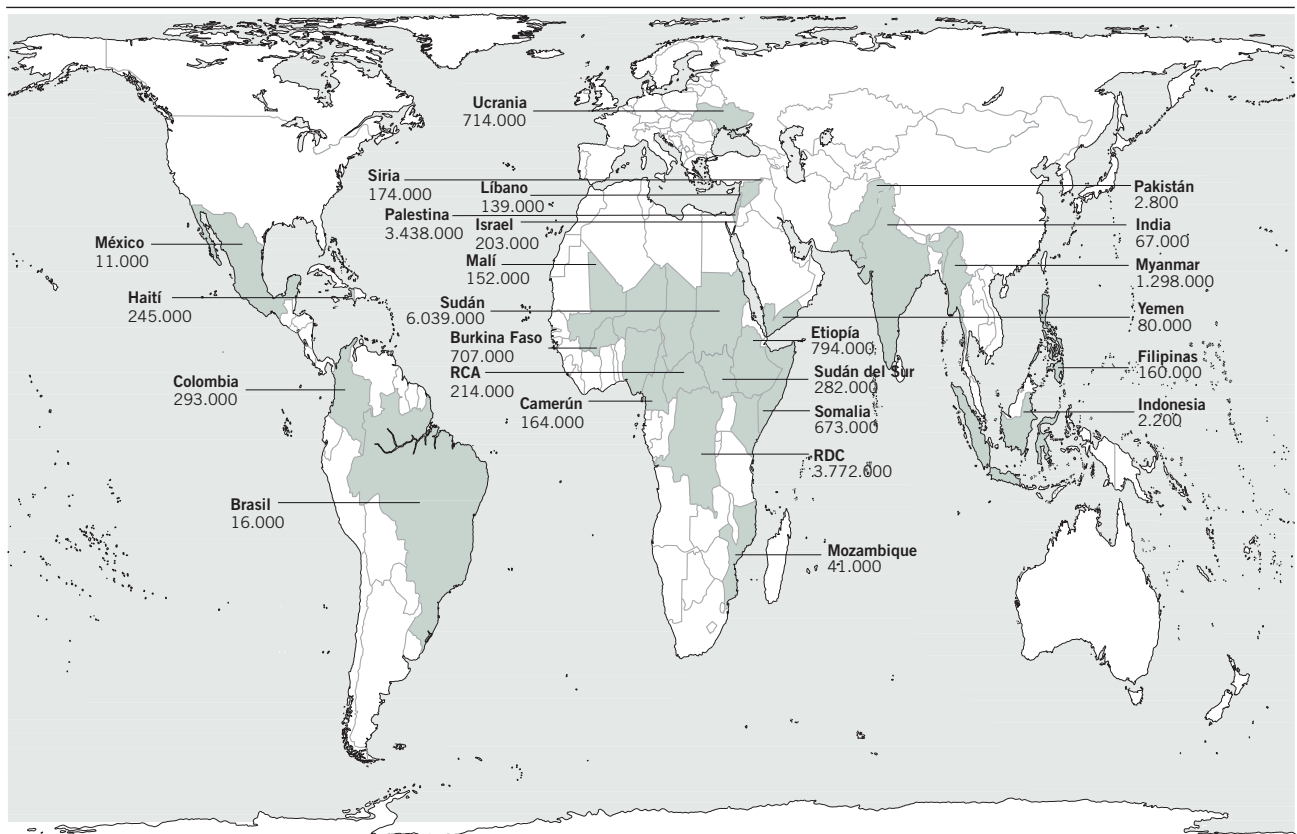 Ucrania
714.000
Siria
174.000
Líbano
139.000
Palestina
3.438.000
Israel
203.000
Malí
152.000
Sudán
6.039.000
Burkina Faso
707.000
RCA
214.000
Camerún
164.000
México
11.000
Haití
245.000
Colombia
293.000
Brasil
16.000
Pakistán
2.800
India
67.000
Myanmar
1.298.000
Yemen
80.000
Filipinas
160.000
Indonesia
2.200
Etiopía
794.000
Sudán del Sur
282.000
Somalia
673.000
RDC
3.772.000
Mozambique
41.000